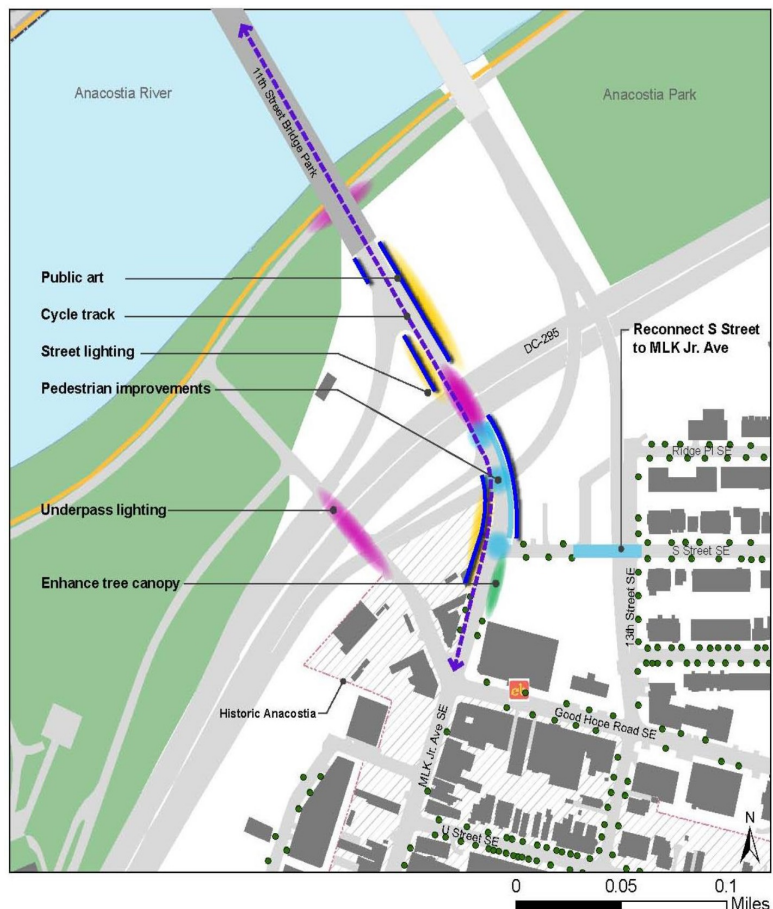 Anacostia River
Anacostia Park
11th Street Bridge Park
Public art
Cycle track
Street lighting
Pedestrian improvements
DC-295
Reconnect S Street
to MLK Jr. Ave
Ridge Pl SE
Underpass lighting
S Street SE
Enhance tree canopy
13th Street SE
Historic Anacostia
MLK Jr. Ave SE
Good Hope Road SE
U Street SE
N
0 0.05 0.1
Miles